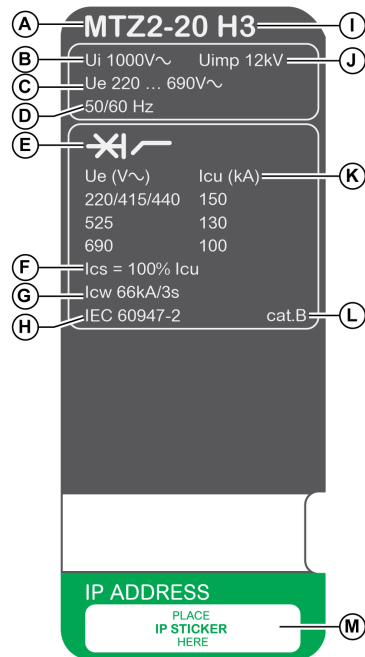 A MTZ2-20 H3 I
B Ui 1000V∿ Uimp 12kV J
C Ue 220 ... 690V∿
D 50/60 Hz
E
Ue (V∿) Icu (kA) K
220/415/440 150
525 130
690 100
F Ics = 100% Icu
G Icw 66kA/3s
H IEC 60947-2 cat.B L
IP ADDRESS
PLACE
IP STICKER M
HERE